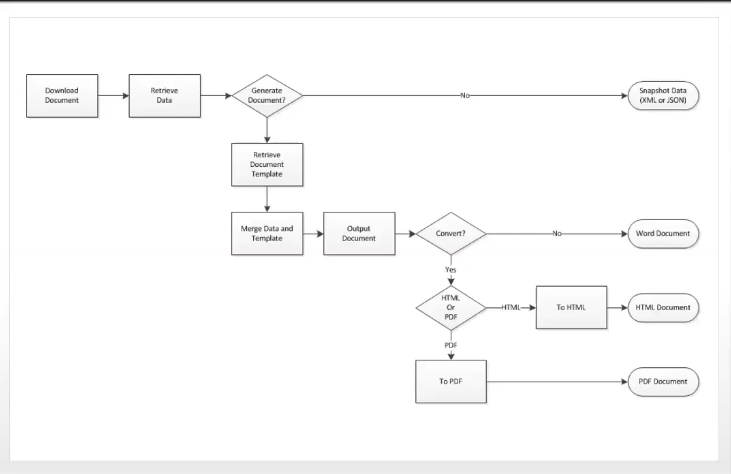 Download
Document
Retrieve
Data
Generate
Document?
No
Snapshot Data
(XML or JSON)
Retrieve
Document
Template
Merge Data and
Template
Output
Document
Convert?
No
Word Document
Yes
HTML
Or
PDF
HTML
To HTML
HTML Document
PDF
To PDF
PDF Document